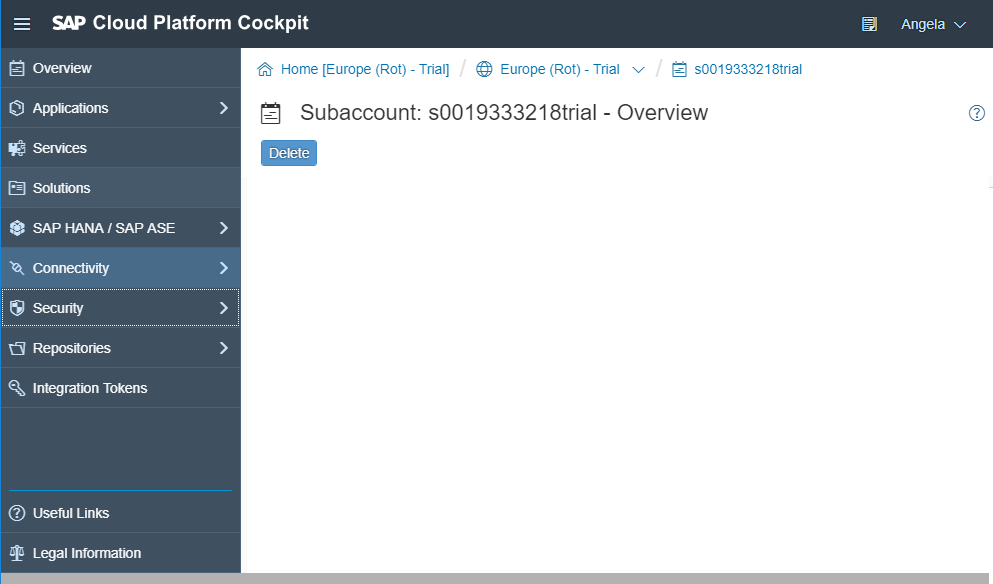 SAP Cloud Platform Cockpit
Angela
Overview
Applications
Services
Solutions
SAP HANA / SAP ASE
Connectivity
Security
Repositories
Integration Tokens
Useful Links
Legal Information
Home [Europe (Rot) - Trial] / Europe (Rot) - Trial / s0019333218trial
Subaccount: s0019333218trial - Overview
Delete